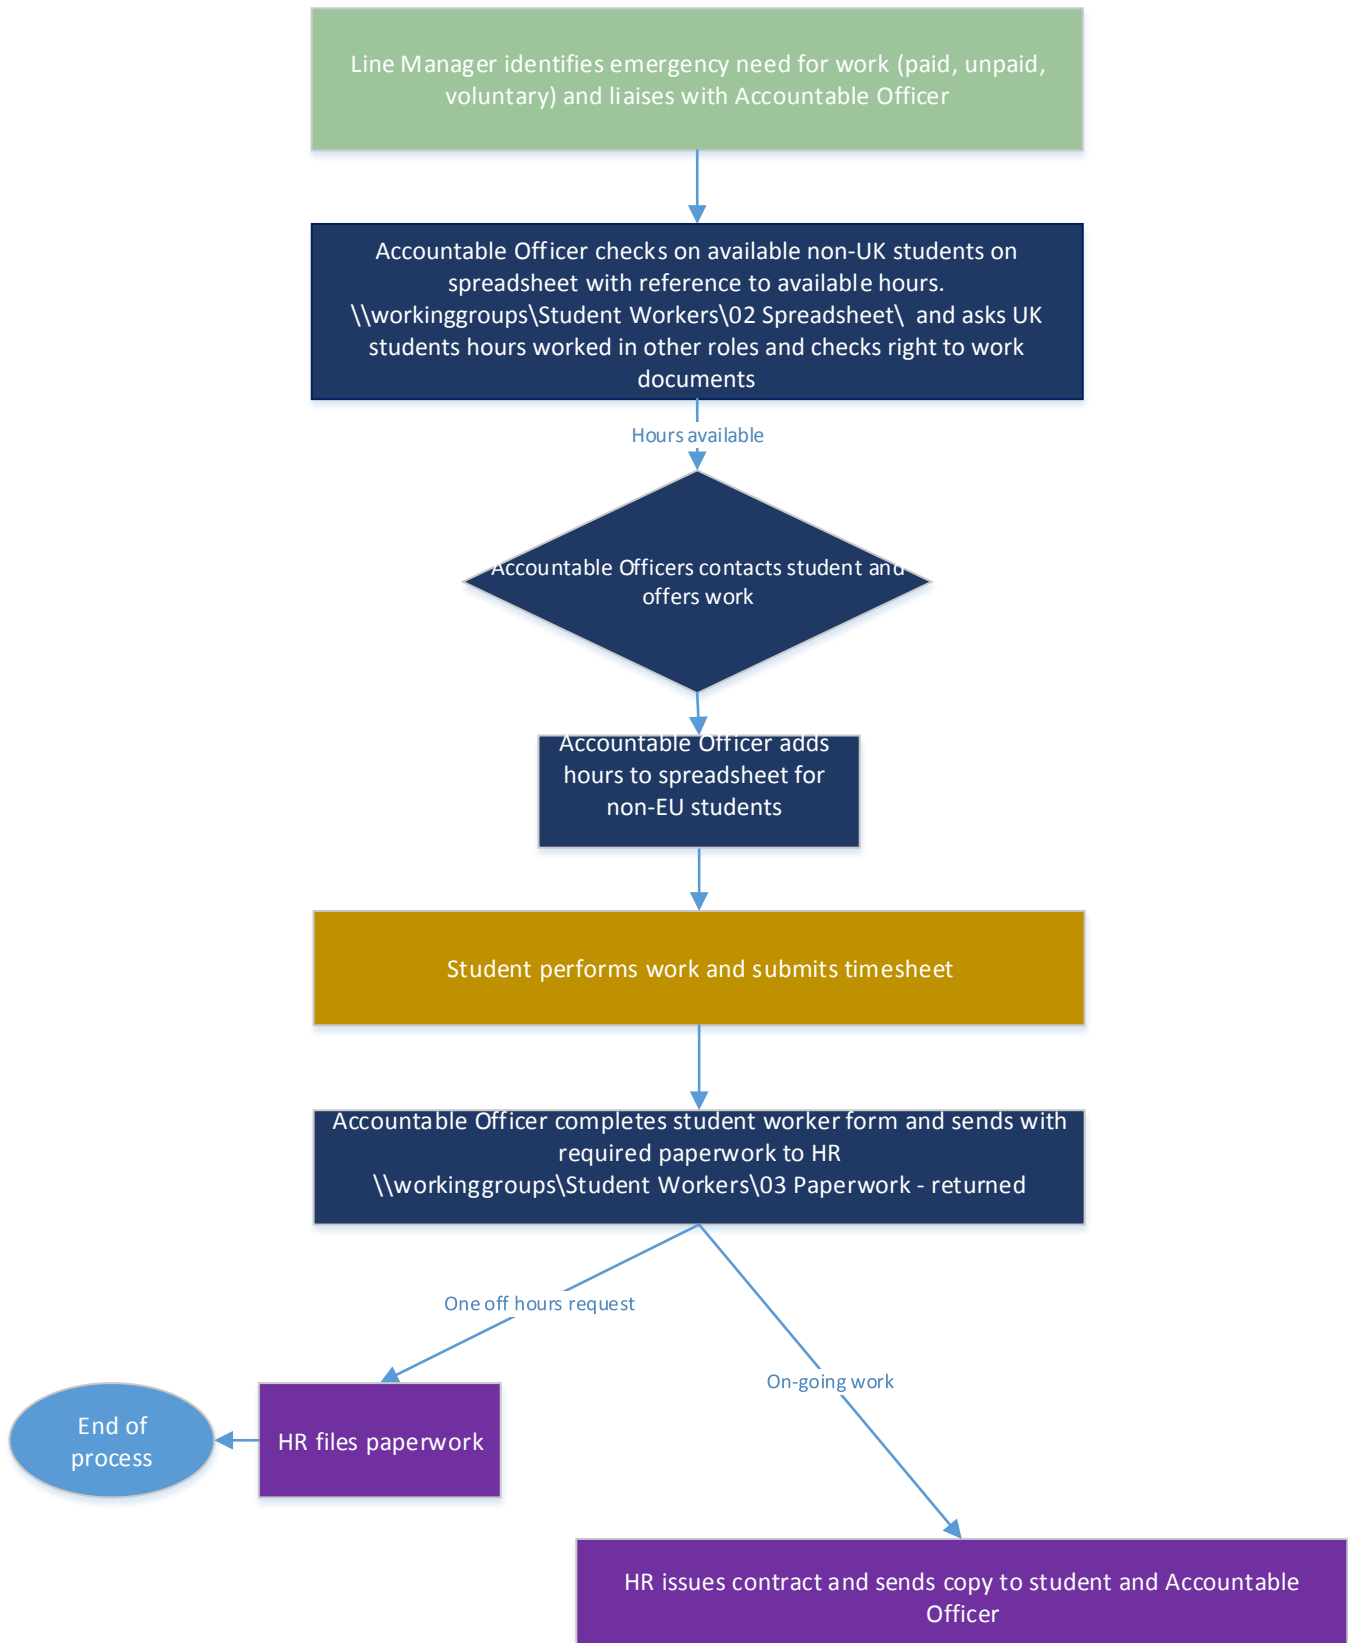 Line Manager identifies emergency need for work (paid, unpaid,
voluntary) and liaises with Accountable Officer
Accountable Officer checks on available non-UK students on
spreadsheet with reference to available hours.
\\workinggroups\Student Workers\02 Spreadsheet\  and asks UK
students hours worked in other roles and checks right to work
documents
Hours available
Accountable Officers contacts student and
offers work
Accountable Officer adds
hours to spreadsheet for
non-EU students
Student performs work and submits timesheet
Accountable Officer completes student worker form and sends with
required paperwork to HR
\\workinggroups\Student Workers\03 Paperwork - returned
One off hours request
On-going work
End of
process
HR files paperwork
HR issues contract and sends copy to student and Accountable
Officer